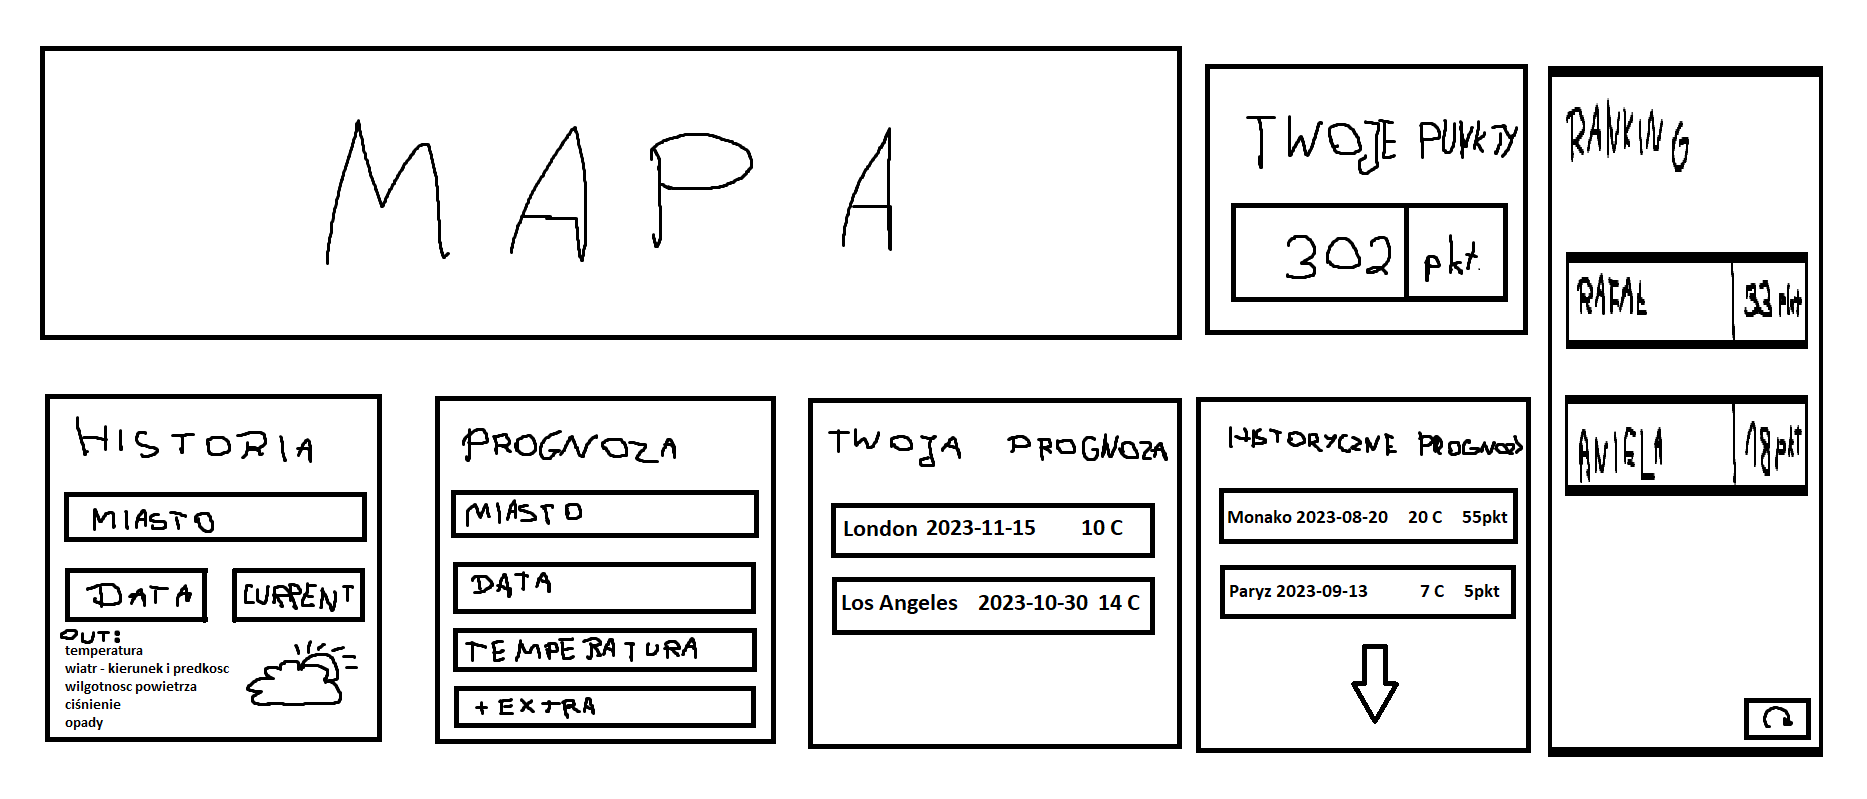 MAPA
TWOJE PUNKTY
302 pkt.
RANKING
RAFAŁ 33 pkt
ANIELA 18 pkt
HISTORIA
MIASTO
DATA CURRENT
OUT:
temperatura
wiatr - kierunek i predkosc
wilgotnosc powietrza
ciśnienie
opady
PROGNOZA
MIASTO
DATA
TEMPERATURA
+ EXTRA
TWOJA PROGNOZA
London 2023-11-15 10 C
Los Angeles 2023-10-30 14 C
HISTORYCZNE PROGNOZY
Monako 2023-08-20 20 C 55pkt
Paryz 2023-09-13 7 C 5pkt